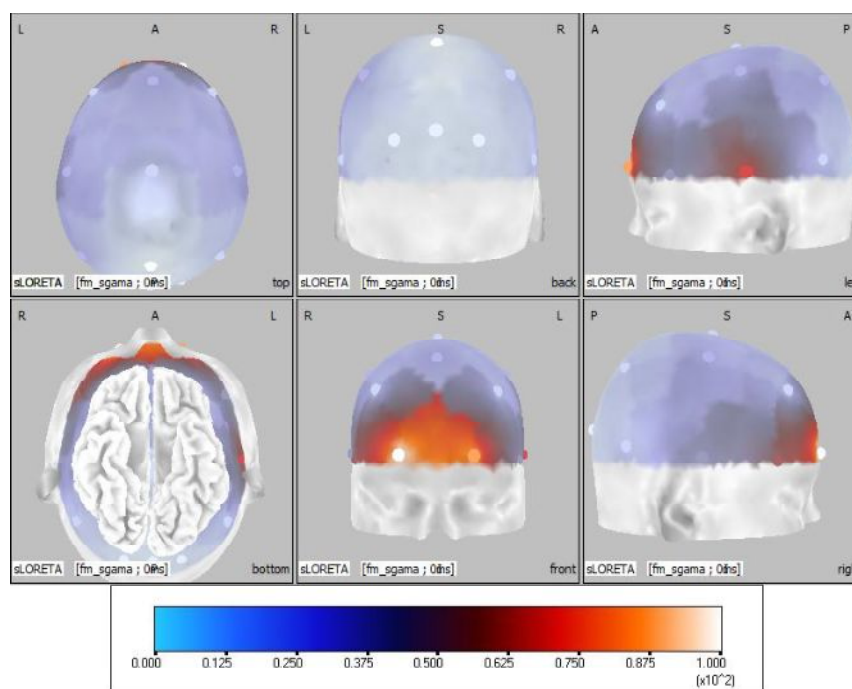 L A R L S R A S P
sLORETA [fm_sgama ; 0ms] top sLORETA [fm_sgama ; 0ms] back sLORETA [fm_sgama ; 0ms] le
R A L R S L P S A
sLORETA [fm_sgama ; 0ms] bottom sLORETA [fm_sgama ; 0ms] front sLORETA [fm_sgama ; 0ms] rig
0.000 0.125 0.250 0.375 0.500 0.625 0.750 0.875 1.000
(x10^2)